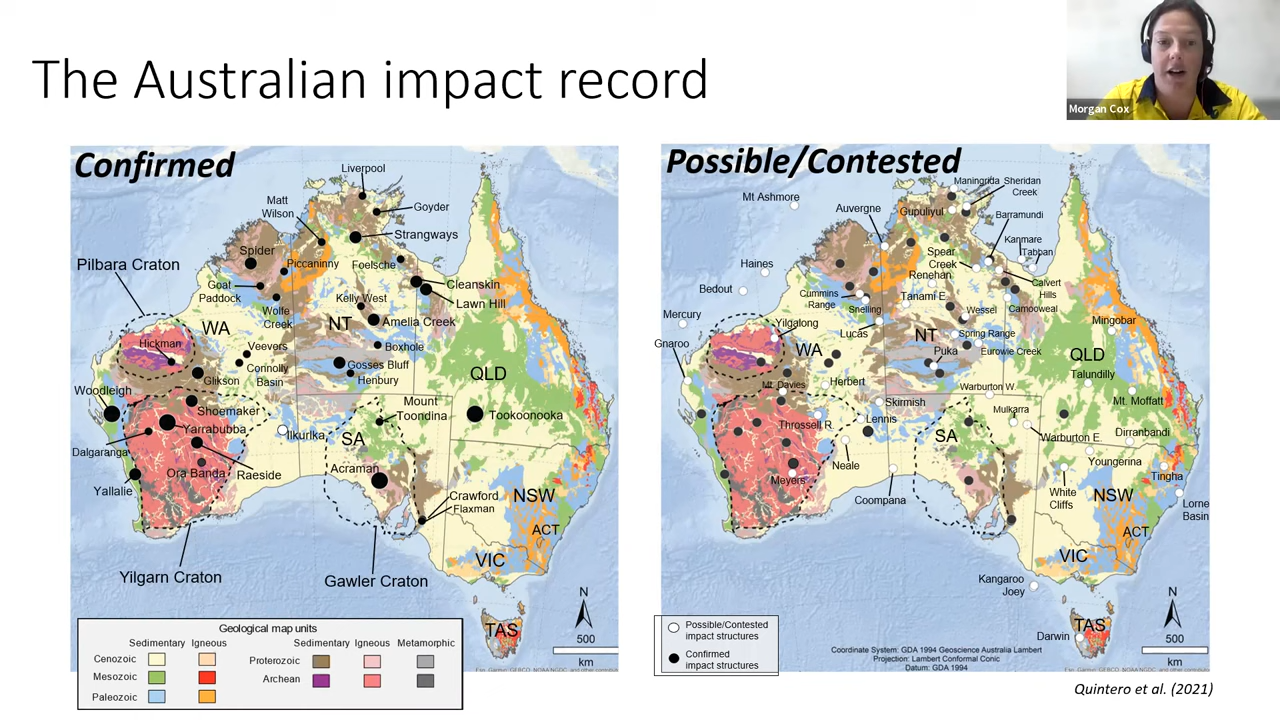 The Australian impact record
Morgan Cox
Confirmed
Liverpool
Matt
Wilson
Goyder
Strangways
Spider
Piccaninny
Foelsche
Pilbara Craton
Goat
Paddock
Cleanskin
Wolfe
Creek
Kelly West
Lawn Hill
WA
NT
Amelia Creek
Hickman
Veevers
Boxhole
Connolly
Basin
Gosses Bluff
Glikson
Henbury
QLD
Woodleigh
Shoemaker
Mount
Toondina
Tookoonooka
Yarrabubba
Ilkurlka
SA
Dalgaranga
Ora Banda
Raeside
Acraman
Yallalie
Crawford
Flaxman
NSW
ACT
VIC
Yilgarn Craton
Gawler Craton
N
TAS
500
km
Geological map units
Sedimentary
Igneous
Sedimentary
Igneous
Metamorphic
Cenozoic
Proterozoic
Mesozoic
Archean
Paleozoic
Possible/Contested
Maningrida
Sheridan
Creek
Mt Ashmore
Auvergne
Gupuliyul
Barramundi
Kanmare
Tabban
Spear
Creek
Haines
Renehan
Bedout
Calvert
Hills
Cummins
Range
Tanami E.
Snelling
Wessel
Camooweal
Mercury
Yilgalong
Lucas
NT
Spring Range
Mingobar
Gnaroo
WA
Puka
Eurowie Creek
QLD
Talundilly
Mt. Davies
Herbert
Warburton W.
Mt. Moffatt
Skirmish
Mulkarra
Throssell R.
Lennis
SA
Warburton E.
Dirranbandi
Neale
Youngerina
Meyers
Tingha
Coompana
White
Cliffs
NSW
Lorne
Basin
ACT
VIC
Kangaroo
Joey
N
TAS
Darwin
500
km
Possible/Contested
impact structures
Confirmed
impact structures
Coordinate System: GDA 1994 Geoscience Australia Lambert
Projection: Lambert Conformal Conic
Datum: GDA 1994
Quintero et al. (2021)